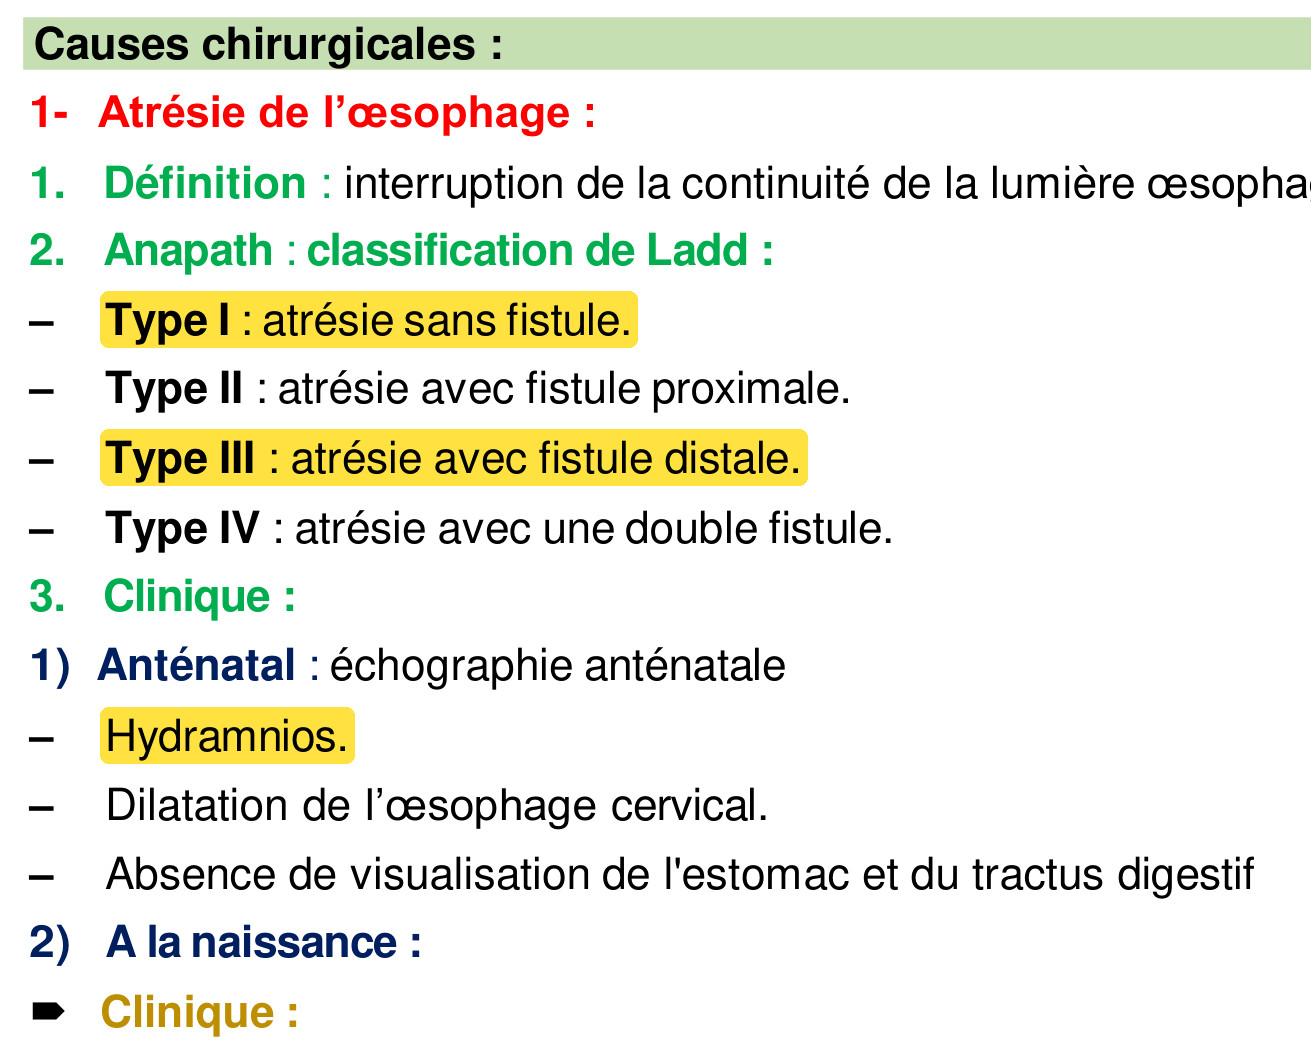 Causes chirurgicales :
1- Atrésie de l’œsophage :
1. Définition : interruption de la continuité de la lumière
2. Anapath : classification de Ladd :
– Type I : atrésie sans fistule.
– Type II : atrésie avec fistule proximale.
– Type III : atrésie avec fistule distale.
– Type IV : atrésie avec une double fistule.
3. Clinique :
1) Anténatal : échographie anténatale
– Hydramnios.
– Dilatation de l’œsophage cervical.
– Absence de visualisation de l'estomac et du tractus digestif
2) A la naissance :
Clinique :